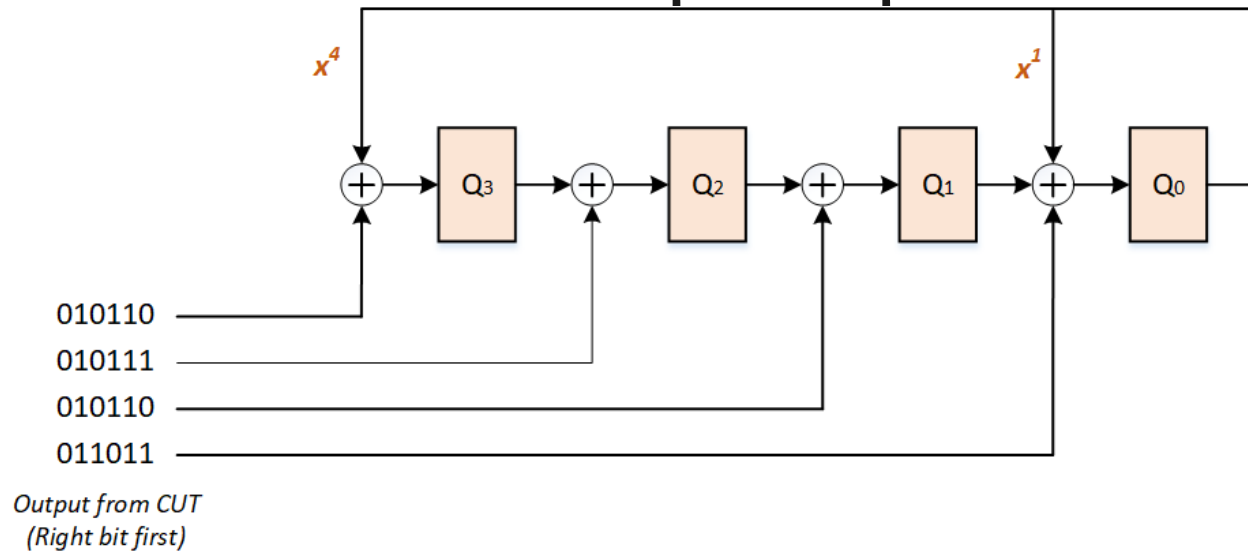 x⁴
x¹
Q₃
Q₂
Q₁
Q₀
010110
010111
010110
011011
Output from CUT
(Right bit first)